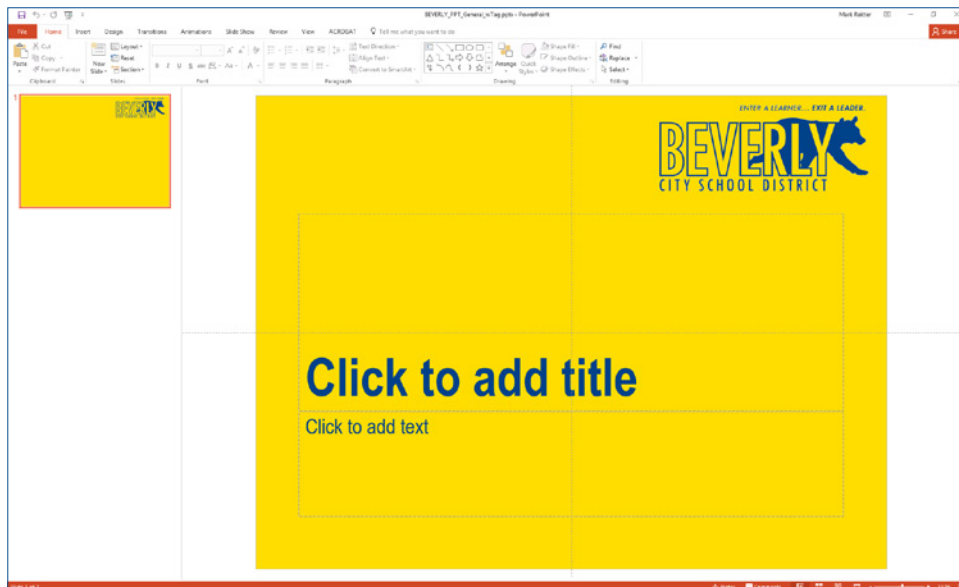 BEVERLY_PPT_General_wTag.pptx - PowerPoint
Mark Reitter
File Home Insert Design Transitions Animations Slide Show Review View ACROBAT Tell me what you want to do
Share
Cut
Copy
Format Painter
Paste
Clipboard
New
Slide
Layout
Reset
Section
Slides
Font
Text Direction
Align Text
Convert to SmartArt
Paragraph
Arrange
Quick
Styles
Shape Fill
Shape Outline
Shape Effects
Drawing
Find
Replace
Select
Editing
1
ENTER A LEARNER... EXIT A LEADER.
BEVERLY
CITY SCHOOL DISTRICT
Click to add title
Click to add text